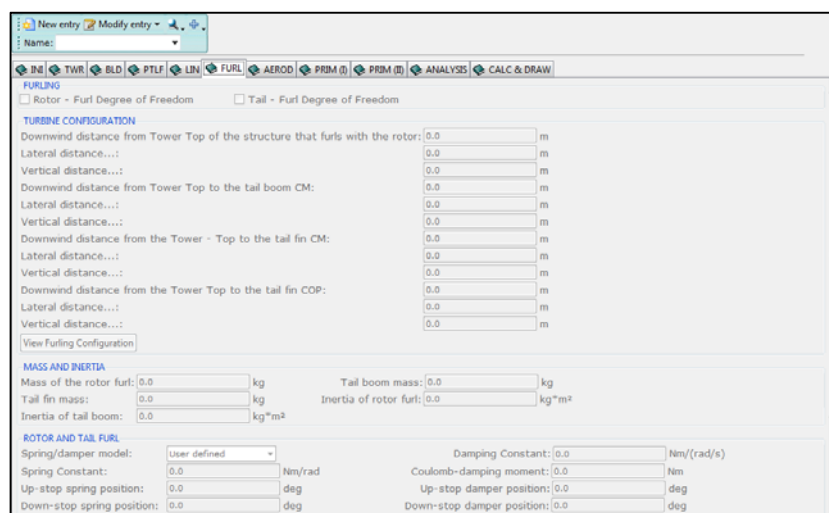 New entry Modify entry
Name:
INI TWR BLD PTLF LIN FURL AEROD PRIM (I) PRIM (II) ANALYSIS CALC & DRAW
FURLING
Rotor - Furl Degree of Freedom Tail - Furl Degree of Freedom
TURBINE CONFIGURATION
Downwind distance from Tower Top of the structure that furls with the rotor: 0.0 m
Lateral distance...: 0.0 m
Vertical distance...: 0.0 m
Downwind distance from Tower Top to the tail boom CM: 0.0 m
Lateral distance...: 0.0 m
Vertical distance...: 0.0 m
Downwind distance from the Tower - Top to the tail fin CM: 0.0 m
Lateral distance...: 0.0 m
Vertical distance...: 0.0 m
Downwind distance from the Tower Top to the tail fin COP: 0.0 m
Lateral distance...: 0.0 m
Vertical distance...: 0.0 m
View Furling Configuration
MASS AND INERTIA
Mass of the rotor furl: 0.0 kg Tail boom mass: 0.0 kg
Tail fin mass: 0.0 kg Inertia of rotor furl: 0.0 kg*m²
Inertia of tail boom: 0.0 kg*m²
ROTOR AND TAIL FURL
Spring/damper model: User defined Damping Constant: 0.0 Nm/(rad/s)
Spring Constant: 0.0 Nm/rad Coulomb-damping moment: 0.0 Nm
Up-stop spring position: 0.0 deg Up-stop damper position: 0.0 deg
Down-stop spring position: 0.0 deg Down-stop damper position: 0.0 deg